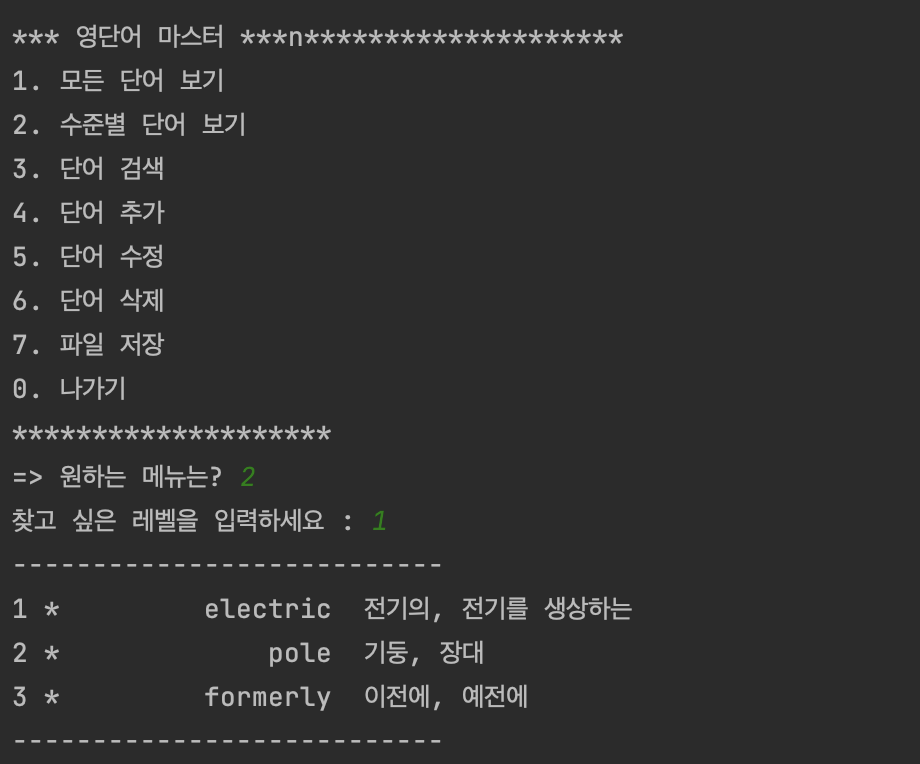 *** 영단어 마스터 ***n********************
1. 모든 단어 보기
2. 수준별 단어 보기
3. 단어 검색
4. 단어 추가
5. 단어 수정
6. 단어 삭제
7. 파일 저장
0. 나가기
********************
=> 원하는 메뉴는? 2
찾고 싶은 레벨을 입력하세요 : 1
---------------------------
1 *         electric  전기의, 전기를 생상하는
2 *             pole  기둥, 장대
3 *         formerly  이전에, 예전에
---------------------------